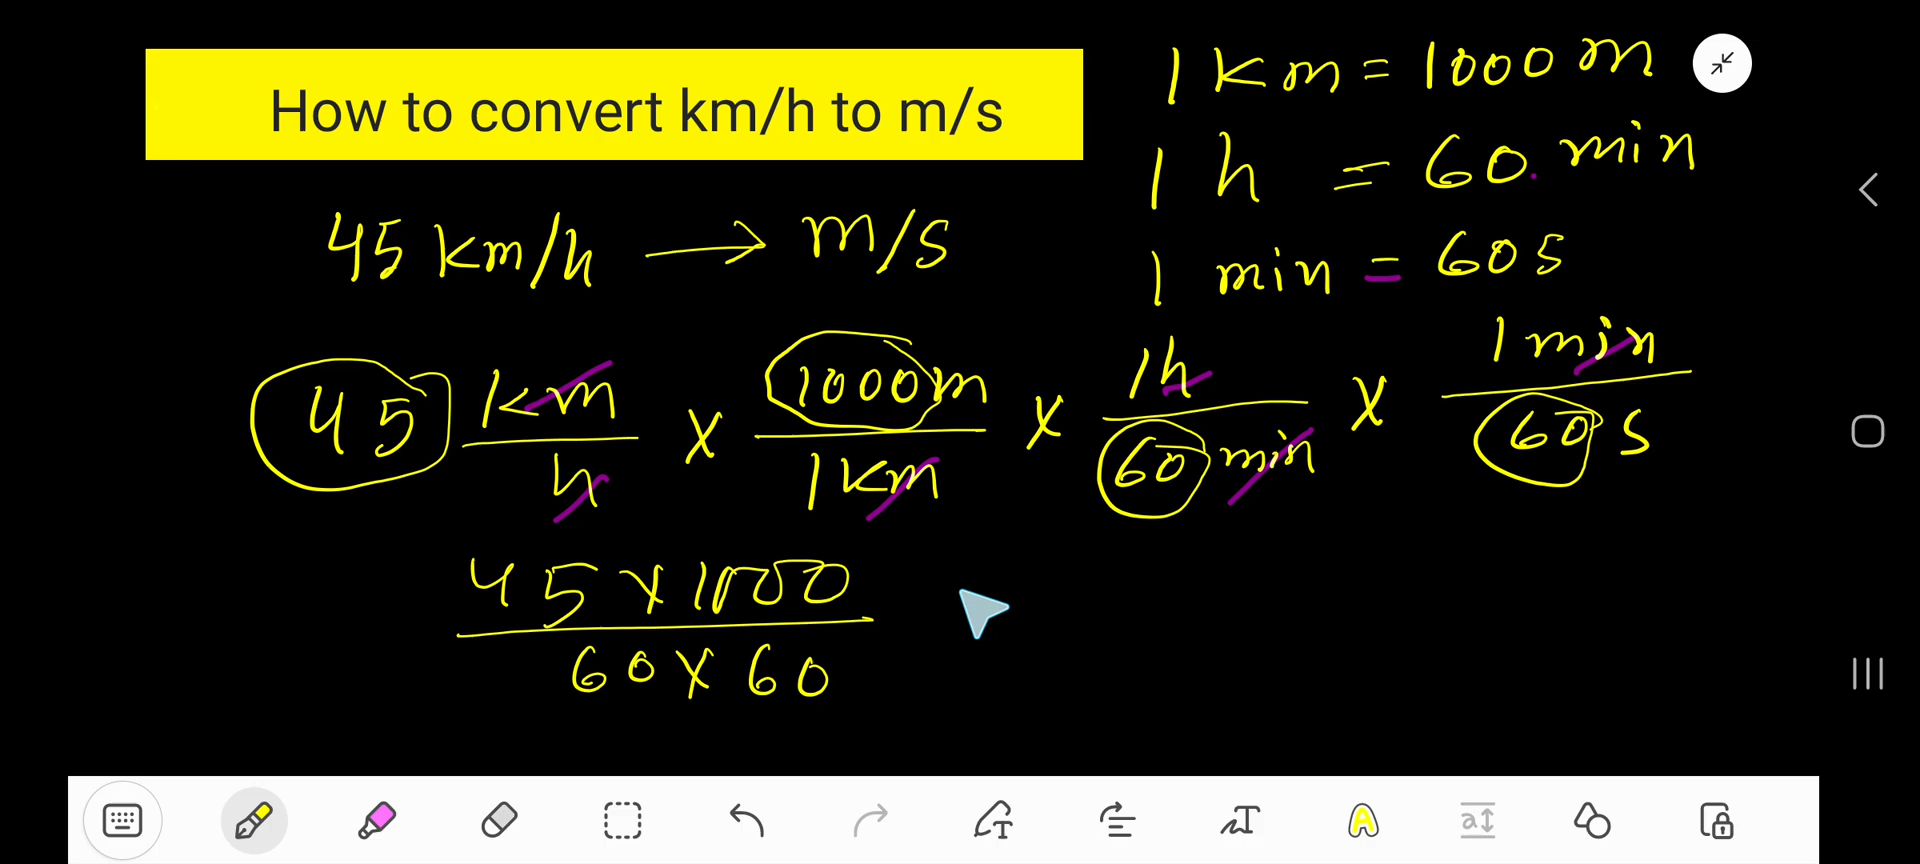 How to convert km/h to m/s
1 km = 1000 m
1 h = 60 min
45 km/h → m/s
1 min = 60 s
45 km/h x 1000 m/1 km x 1h/60 min x 1 min/60 s
45 x 1000
60 x 60